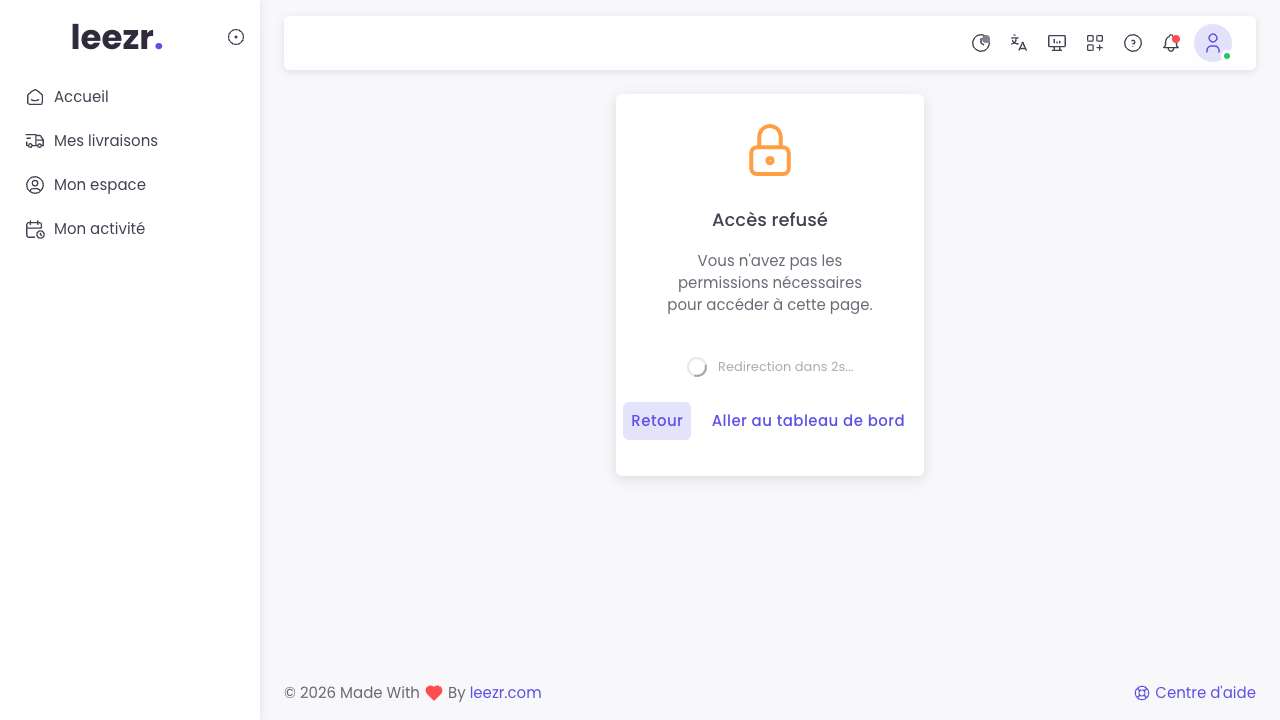 leezr.
Accueil
Mes livraisons
Mon espace
Mon activité
Accès refusé
Vous n'avez pas les
permissions nécessaires
pour accéder à cette page.
Redirection dans 2s...
Retour
Aller au tableau de bord
© 2026 Made With By leezr.com
Centre d'aide